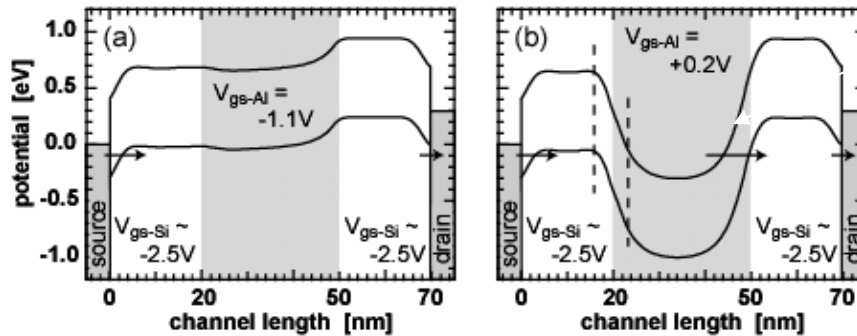 (a)
V_gs-Al =
-1.1V
V_gs-Si ~
-2.5V
V_gs-Si ~
-2.5V
source
drain
potential [eV]
1.0
0.5
0.0
-0.5
-1.0
0 20 50 70
channel length [nm]
(b)
V_gs-Al =
+0.2V
V_gs-Si ~
-2.5V
V_gs-Si ~
-2.5V
source
drain
0 20 50 70
channel length [nm]